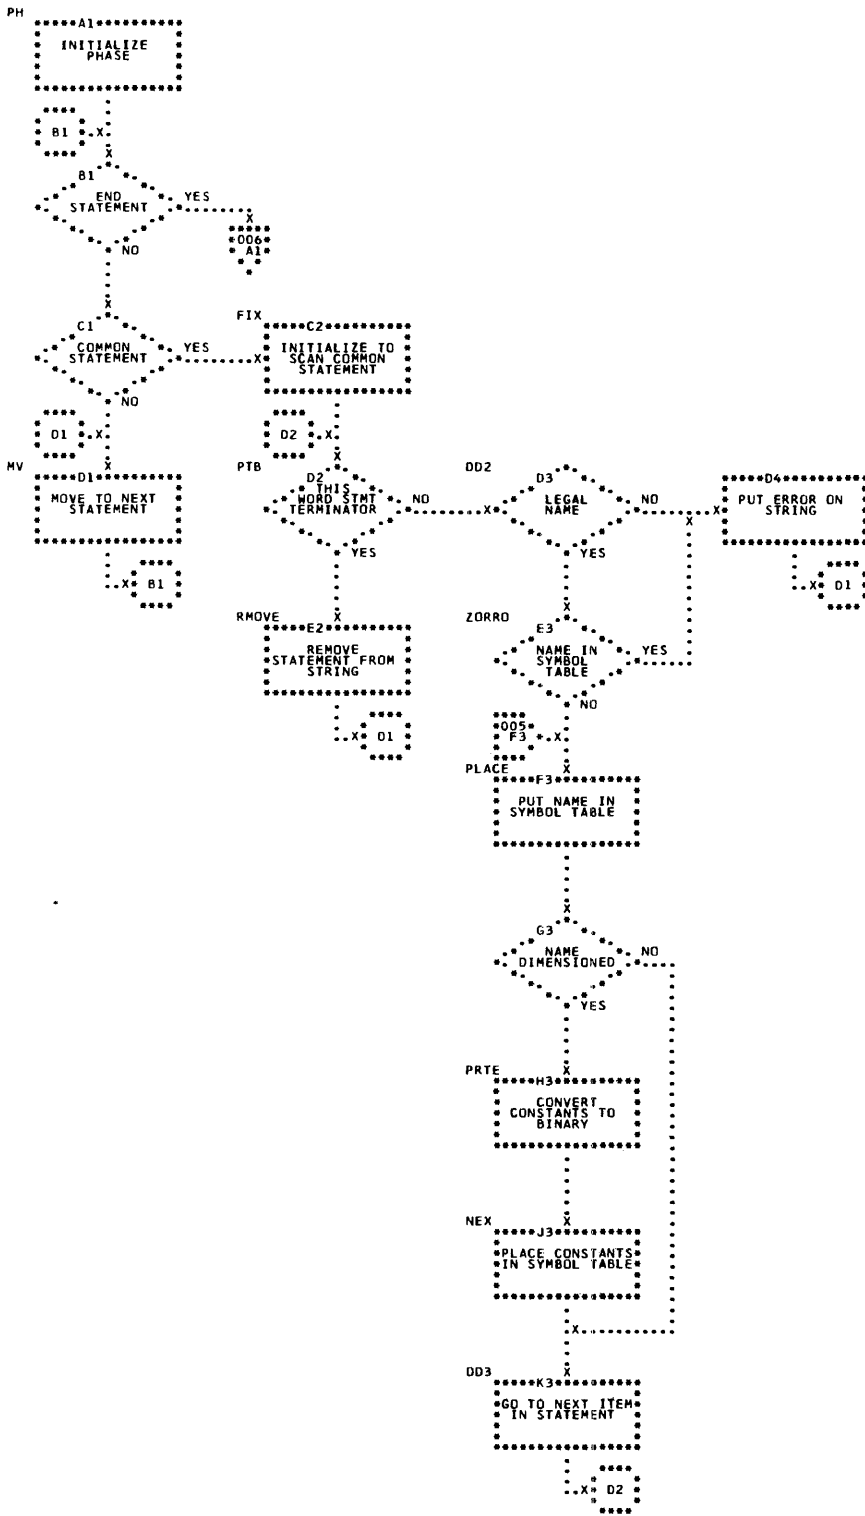 PH
A1
INITIALIZE
PHASE
B1
B1
END
STATEMENT
YES
NO
006
A1
C1
COMMON
STATEMENT
YES
NO
FIX
C2
INITIALIZE TO
SCAN COMMON
STATEMENT
D1
D2
MV
D1
MOVE TO NEXT
STATEMENT
B1
PTB
D2
THIS
WORD STMT
TERMINATOR
NO
YES
DD2
D3
LEGAL
NAME
NO
YES
D4
PUT ERROR ON
STRING
D1
RMOVE
E2
REMOVE
STATEMENT FROM
STRING
D1
ZORRO
E3
NAME IN
SYMBOL
TABLE
YES
NO
005
F3
PLACE
F3
PUT NAME IN
SYMBOL TABLE
G3
NAME
DIMENSIONED
NO
YES
PRTE
H3
CONVERT
CONSTANTS TO
BINARY
NEX
J3
PLACE CONSTANTS
IN SYMBOL TABLE
DD3
K3
GO TO NEXT ITEM
IN STATEMENT
D2